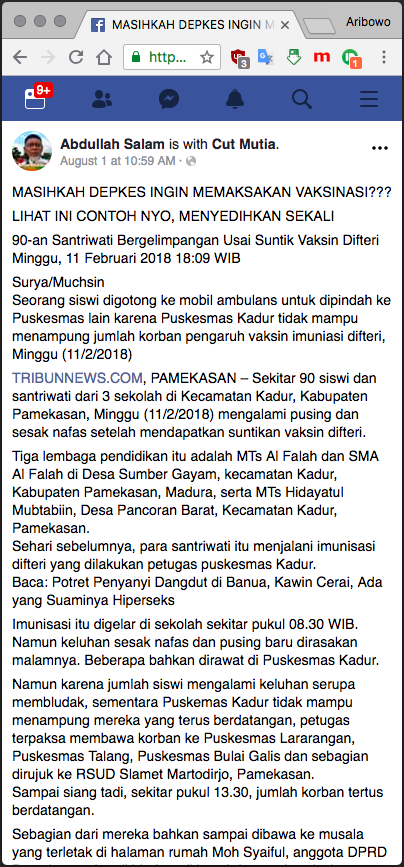 MASIHKAH DEPKES INGIN M
Aribowo
https://...
3
1
9+
Abdullah Salam is with Cut Mutia.
August 1 at 10:59 AM ·
MASIHKAH DEPKES INGIN MEMAKSAKAN VAKSINASI???
LIHAT INI CONTOH NYO, MENYEDIHKAN SEKALI
90-an Santriwati Bergelimpangan Usai Suntik Vaksin Difteri
Minggu, 11 Februari 2018 18:09 WIB
Surya/Muchsin
Seorang siswi digotong ke mobil ambulans untuk dipindah ke
Puskesmas lain karena Puskesmas Kadur tidak mampu
menampung jumlah korban pengaruh vaksin imuniasi difteri,
Minggu (11/2/2018)
TRIBUNNEWS.COM, PAMEKASAN – Sekitar 90 siswi dan
santriwati dari 3 sekolah di Kecamatan Kadur, Kabupaten
Pamekasan, Minggu (11/2/2018) mengalami pusing dan
sesak nafas setelah mendapatkan suntikan vaksin difteri.
Tiga lembaga pendidikan itu adalah MTs Al Falah dan SMA
Al Falah di Desa Sumber Gayam, kecamatan Kadur,
Kabupaten Pamekasan, Madura, serta MTs Hidayatul
Mubtabiin, Desa Pancoran Barat, Kecamatan Kadur,
Pamekasan.
Sehari sebelumnya, para santriwati itu menjalani imunisasi
difteri yang dilakukan petugas puskesmas Kadur.
Baca: Potret Penyanyi Dangdut di Banua, Kawin Cerai, Ada
yang Suaminya Hiperseks
Imunisasi itu digelar di sekolah sekitar pukul 08.30 WIB.
Namun keluhan sesak nafas dan pusing baru dirasakan
malamnya. Beberapa bahkan dirawat di Puskesmas Kadur.
Namun karena jumlah siswi mengalami keluhan serupa
membludak, sementara Puskemas Kadur tidak mampu
menampung mereka yang terus berdatangan, petugas
terpaksa membawa korban ke Puskesmas Lararangan,
Puskesmas Talang, Puskesmas Bulai Galis dan sebagian
dirujuk ke RSUD Slamet Martodirjo, Pamekasan.
Sampai siang tadi, sekitar pukul 13.30, jumlah korban tertus
berdatangan.
Sebagian dari mereka bahkan sampai dibawa ke musala
yang terletak di halaman rumah Moh Syaiful, anggota DPRD